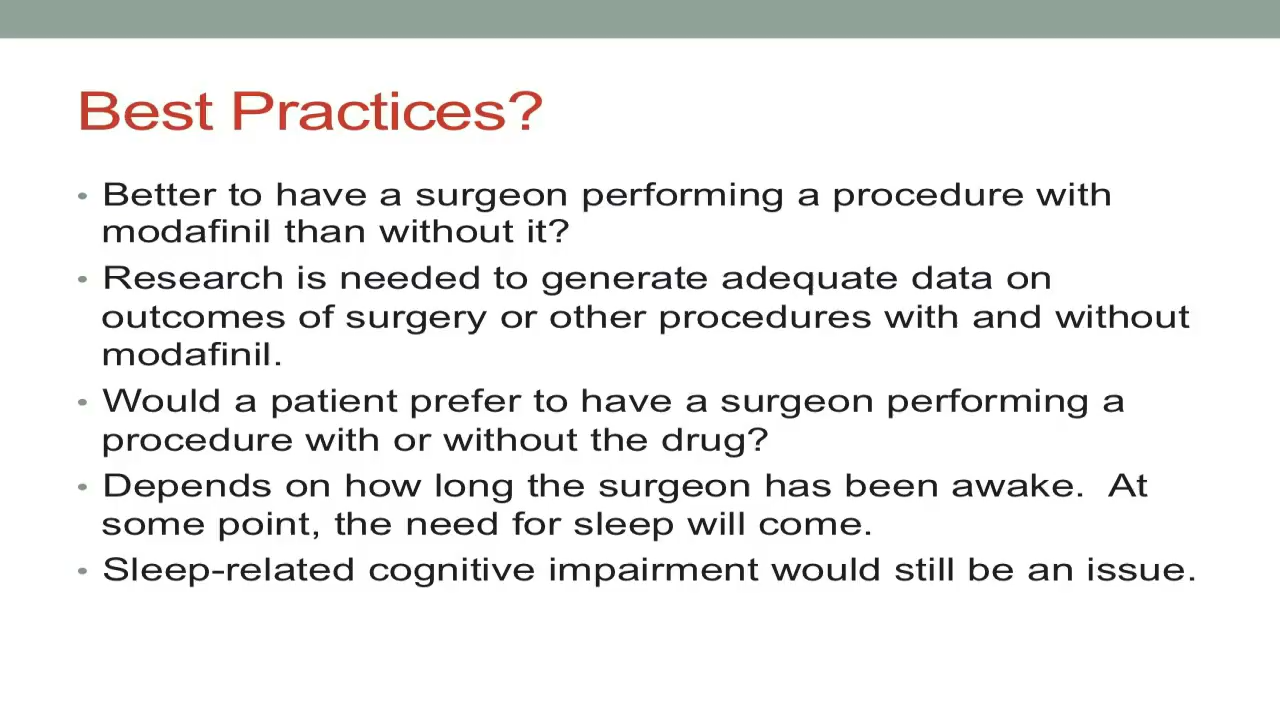 Best Practices?
• Better to have a surgeon performing a procedure with
modafinil than without it?
• Research is needed to generate adequate data on
outcomes of surgery or other procedures with and without
modafinil.
• Would a patient prefer to have a surgeon performing a
procedure with or without the drug?
• Depends on how long the surgeon has been awake.  At
some point, the need for sleep will come.
• Sleep-related cognitive impairment would still be an issue.